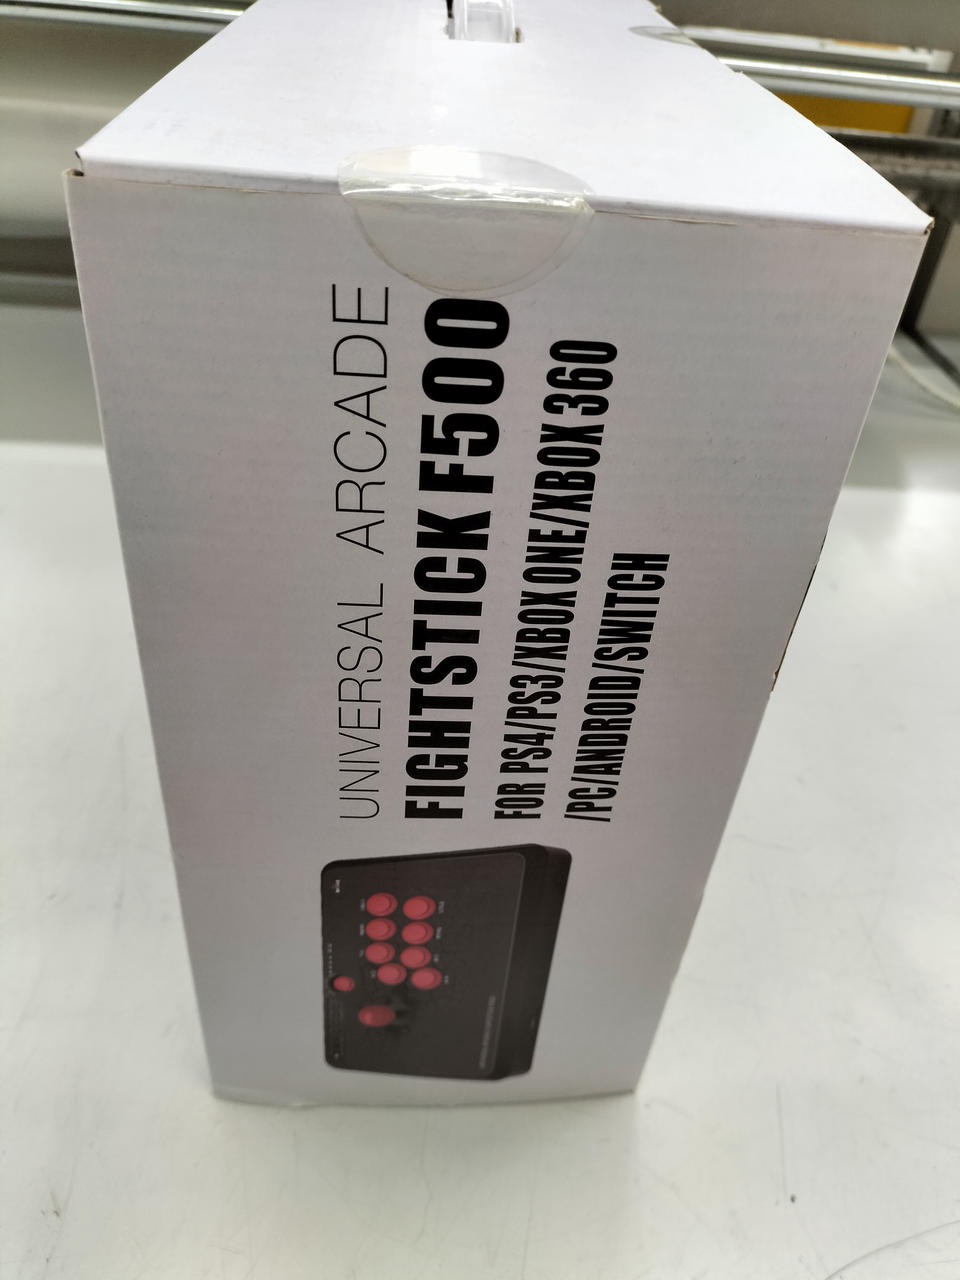 UNIVERSAL ARCADE
FIGHTSTICK F500
FOR PS4/PS3/XBOX ONE/XBOX 360
/PC/ANDROID/SWITCH